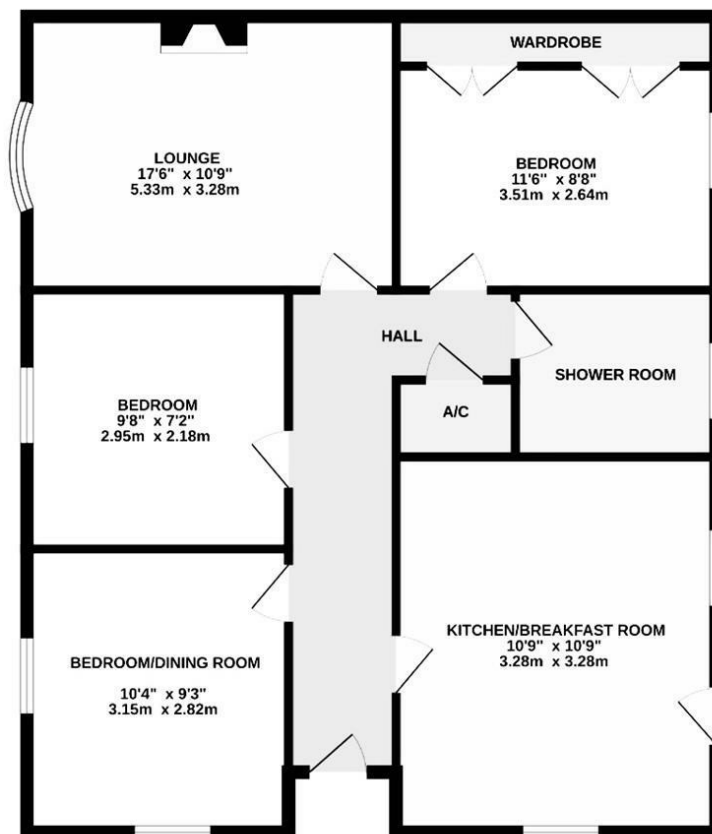 WARDROBE
LOUNGE
17'6" x 10'9"
5.33m x 3.28m
BEDROOM
11'6" x 8'8"
3.51m x 2.64m
HALL
SHOWER ROOM
A/C
BEDROOM
9'8" x 7'2"
2.95m x 2.18m
KITCHEN/BREAKFAST ROOM
10'9" x 10'9"
3.28m x 3.28m
BEDROOM/DINING ROOM
10'4" x 9'3"
3.15m x 2.82m